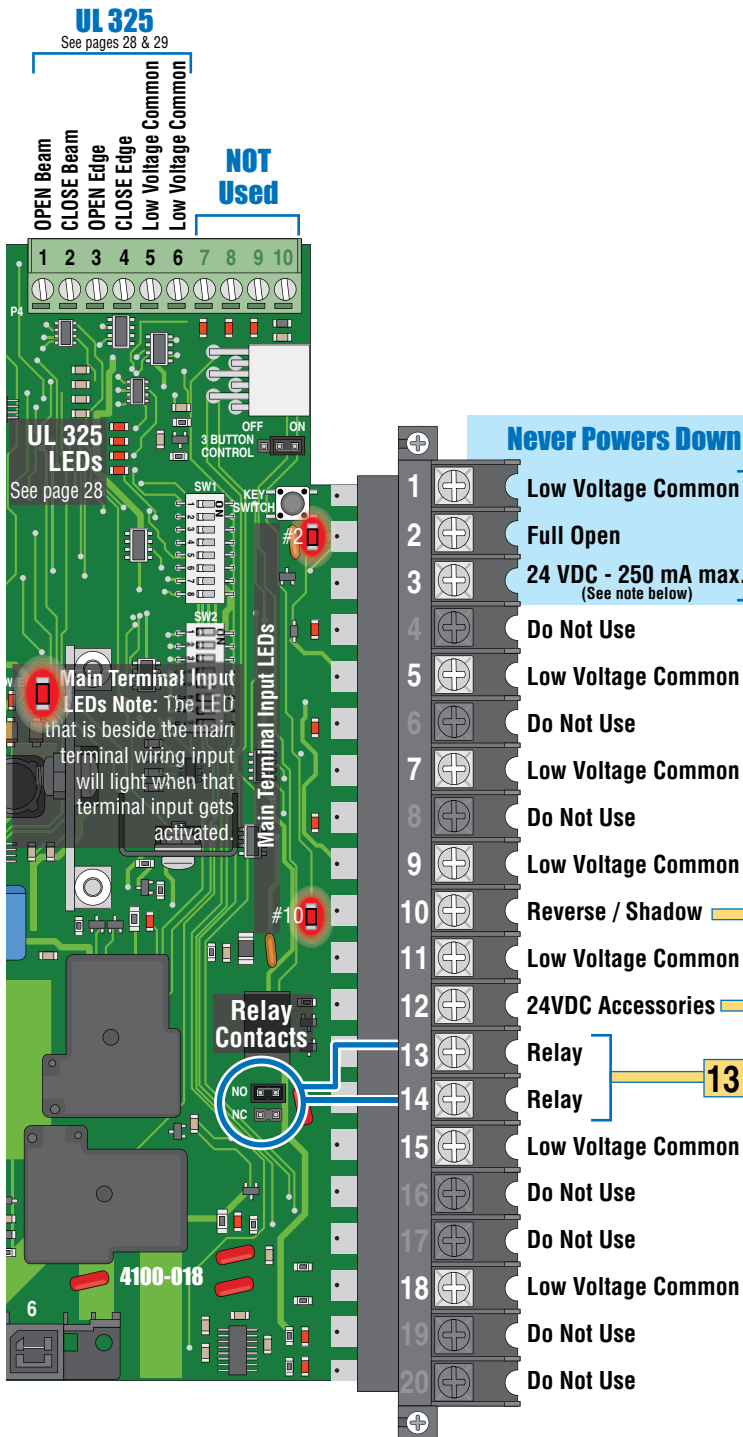 UL 325
See pages 28 & 29
OPEN Beam
CLOSE Beam
OPEN Edge
CLOSE Edge
Low Voltage Common
Low Voltage Common
NOT
Used
1 2 3 4 5 6 7 8 9 10
P4
OFF ON
3 BUTTON
CONTROL
UL 325
LEDs
See page 28
SW1
ON
1
2
3
4
5
6
7
8
KEY
SWITCH
#2
SW2
ON
Main Terminal Input LEDs
Main Terminal Input
LEDs Note: The LED
that is beside the main
terminal wiring input
will light when that
terminal input gets
activated.
#10
Relay
Contacts
NO
NC
4100-018
6
Never Powers Down
1 Low Voltage Common
2 Full Open
3 24 VDC - 250 mA max.
(See note below)
4 Do Not Use
5 Low Voltage Common
6 Do Not Use
7 Low Voltage Common
8 Do Not Use
9 Low Voltage Common
10 Reverse / Shadow
11 Low Voltage Common
12 24VDC Accessories
13 Relay
14 Relay
13
15 Low Voltage Common
16 Do Not Use
17 Do Not Use
18 Low Voltage Common
19 Do Not Use
20 Do Not Use